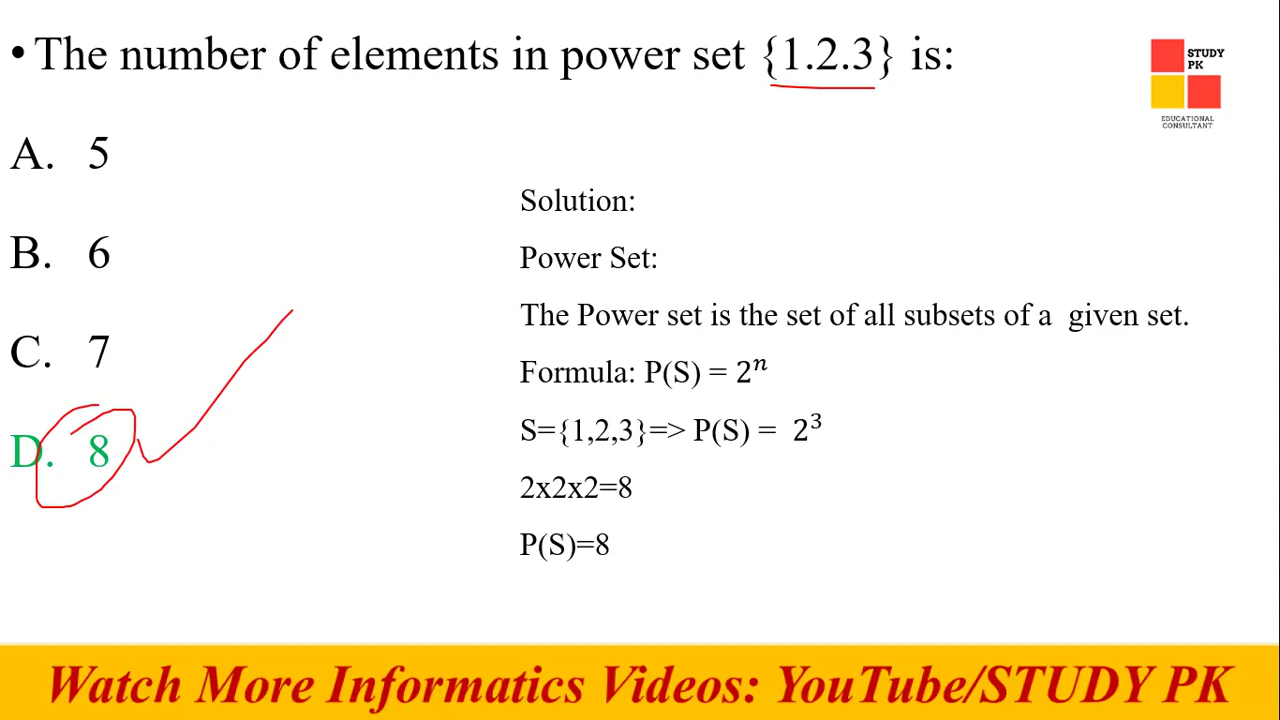 • The number of elements in power set {1.2.3} is:
STUDY
PK
EDUCATIONAL
CONSULTANT
A. 5
B. 6
C. 7
D. 8
Solution:
Power Set:
The Power set is the set of all subsets of a given set.
Formula: P(S) = 2ⁿ
S={1,2,3}=> P(S) = 2³
2x2x2=8
P(S)=8
Watch More Informatics Videos: YouTube/STUDY PK